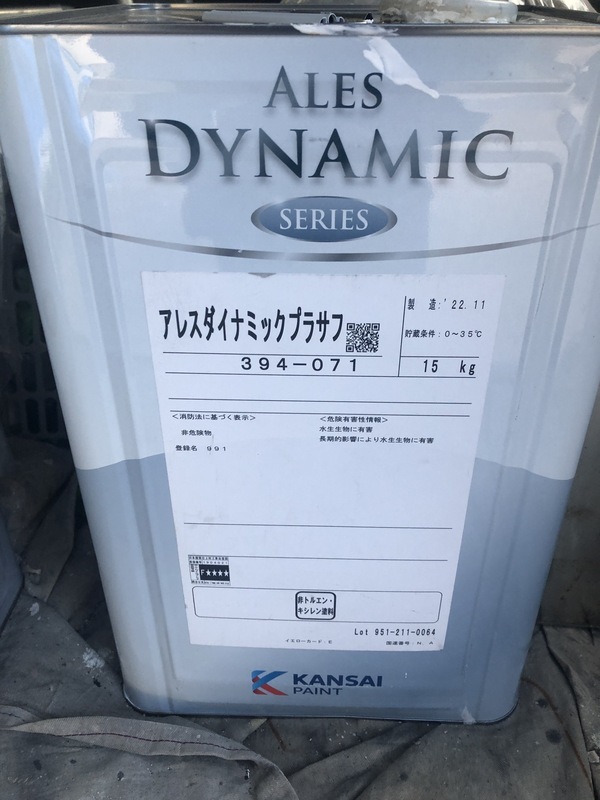 ALES
DYNAMIC
SERIES
アレスダイナミックプラサフ
394-071
製 造:'22.11
貯蔵条件:0~35℃
15 kg
<消防法に基づく表示>
非危険物
登録名 991
<危険有害性情報>
水生生物に有害
長期的影響により水生生物に有害
F★★★★
非トルエン・
キシレン塗料
Lot 951-211-0064
イエローカード:E
国連番号:N.A
KANSAI
PAINT